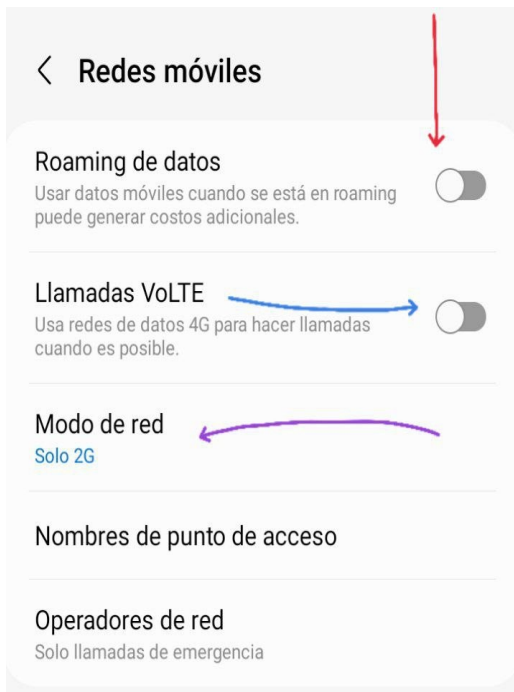 Redes móviles
Roaming de datos
Usar datos móviles cuando se está en roaming
puede generar costos adicionales.
Llamadas VoLTE
Usa redes de datos 4G para hacer llamadas
cuando es posible.
Modo de red
Solo 2G
Nombres de punto de acceso
Operadores de red
Solo llamadas de emergencia